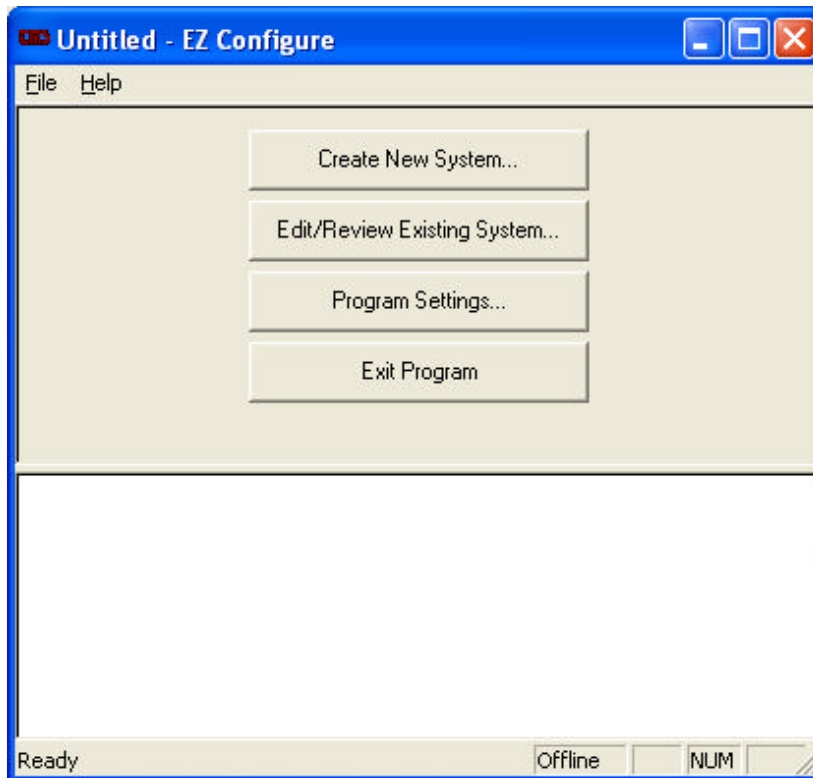 Untitled - EZ Configure
File Help
Create New System...
Edit/Review Existing System...
Program Settings...
Exit Program
Ready Offline NUM